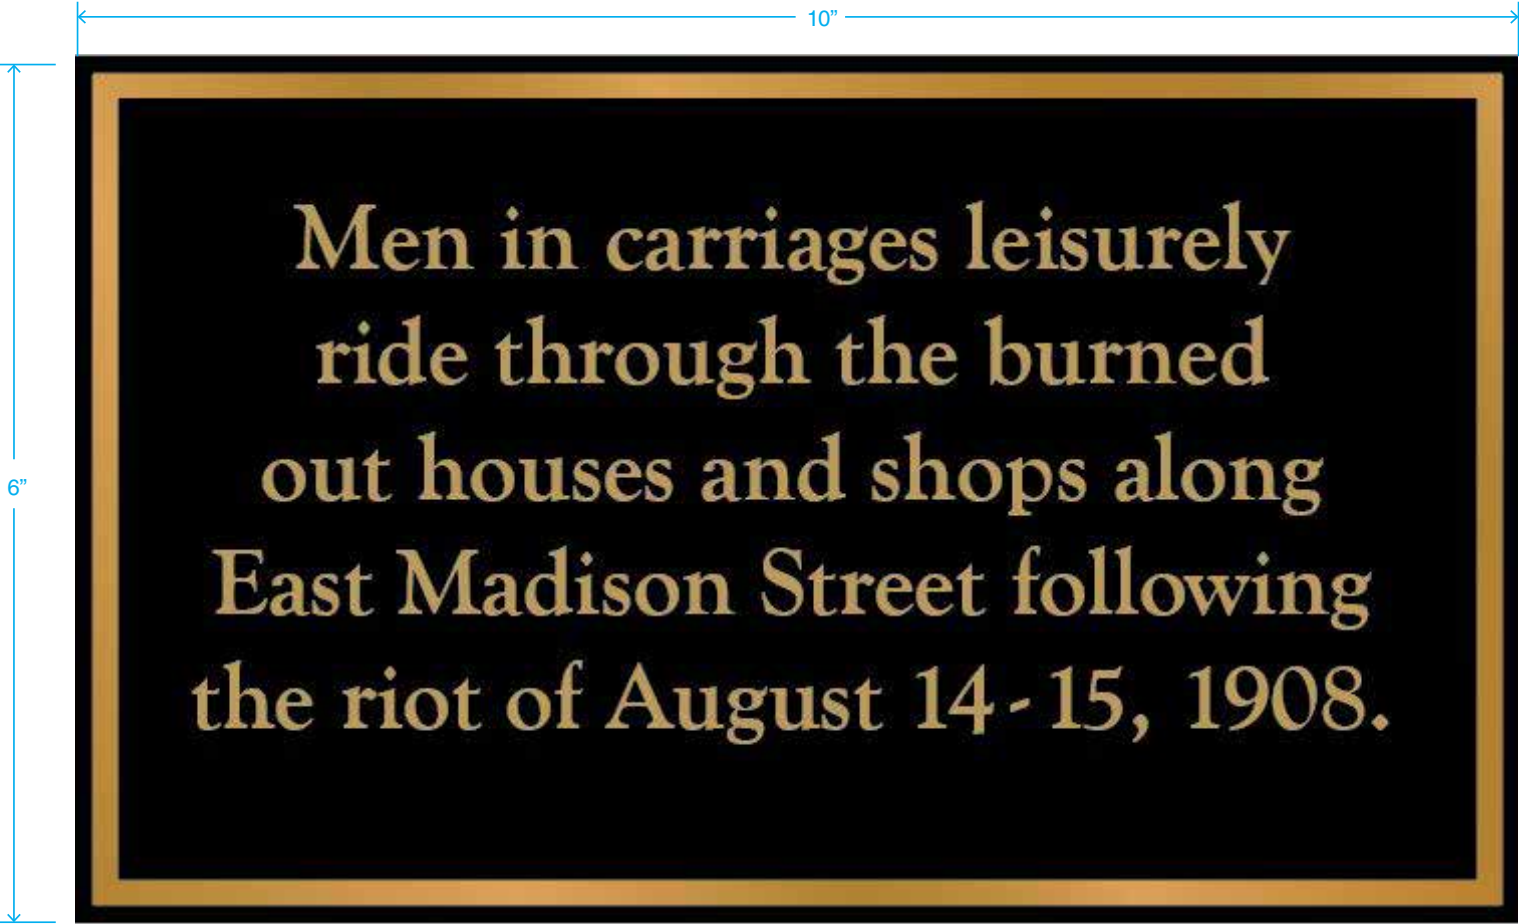 10”
6”
Men in carriages leisurely
ride through the burned
out houses and shops along
East Madison Street following
the riot of August 14-15, 1908.